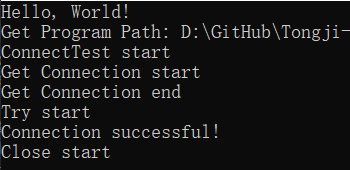 Hello, World!
Get Program Path: D:\GitHub\Tongji-
ConnectTest start
Get Connection start
Get Connection end
Try start
Connection successful!
Close start